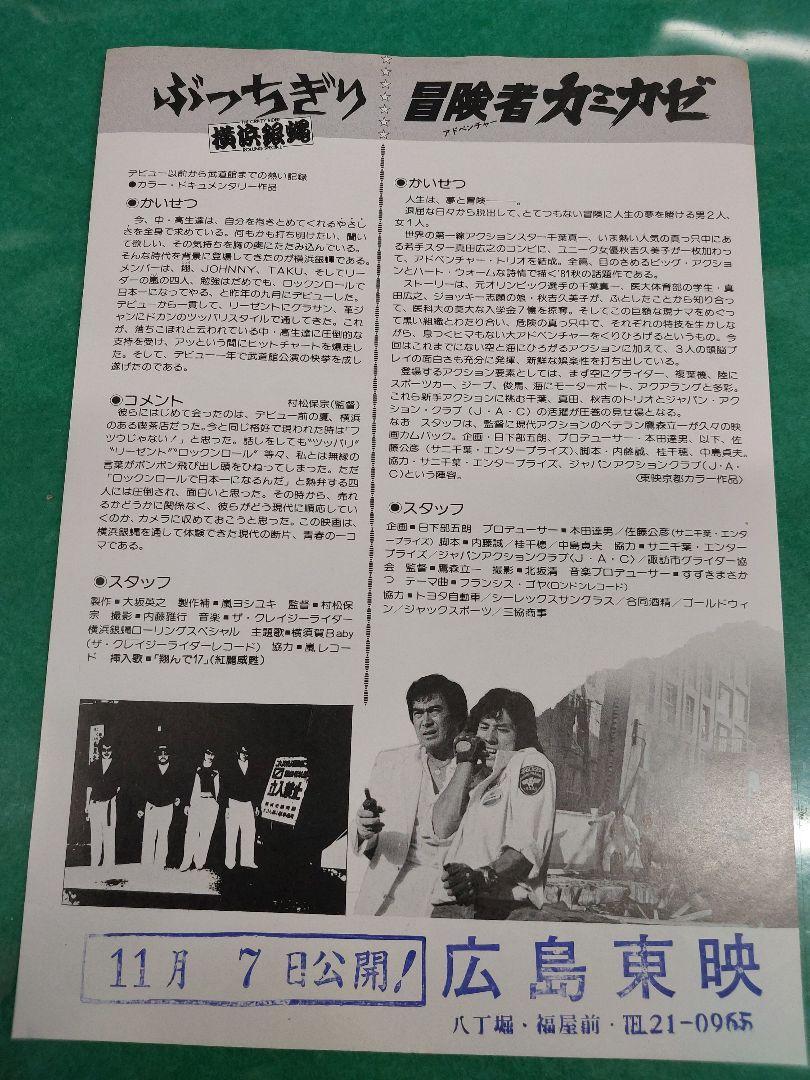 ぶっちぎり
THE CRAZY RIDER
横浜銀蝿
ROLLING SPECIAL
デビュー以前から武道館までの熱い記録
●カラー・ドキュメンタリー作品
●かいせつ
今、中・高生達は、自分を抱きとめてくれるやさし
さを全身で求めている。何もかも打ち明けたい、聞い
て欲しい、その気持ちを胸の奥にたたみ込んでいる。
そんな時代を背景に登場してきたのが横浜銀蝿である。
メンバーは、翔、JOHNNY、TAKU、そしてリー
ダーの嵐の四人、勉強はだめでも、ロックンロールで
日本一になってやる、と昨年の九月にデビューした。
デビューから一貫して、リーゼントにグラサン、革ジ
ャンにドカンのツッパリスタイルで通してきた。これ
が、落ちこぼれと云われている中・高生達に圧倒的な
支持を受け、アッという間にヒットチャートを爆走し
た。そして、デビュー一年で武道館公演の快挙を成し
遂げたのである。
●コメント 村松保宗(監督)
彼らにはじめて会ったのは、デビュー前の夏、横浜
のある喫茶店だった。今と同じ格好で現われた時は「フ
ツウじゃない!」と思った。話しをしても"ツッパリ"
"リーゼント""ロックンロール" 等々、私とは無縁の
言葉がポンポン飛び出し頭をひねってしまった。ただ
「ロックンロールで日本一になるんだ」と熱弁する四
人には圧倒され、面白いと思った。その時から、売れ
るかどうかに関係なく、彼らがどう現代に順応してい
くのか、カメラに収めておこうと思った。この映画は、
横浜銀蝿を通して体験できた現代の断片、青春の一コ
マである。
●スタッフ
製作■大坂英之 製作補■嵐ヨシユキ 監督■村松保
宗 撮影■内藤雅行 音楽■ザ・クレイジーライダー
横浜銀蝿ローリングスペシャル 主題歌■横須賀Baby
(ザ・クレイジーライダーレコード) 協力■嵐レコー
ド 挿入歌■「翔んで17」(紅麗威甦)
立入禁止
冒険者カミカゼ
アドベンチャー
●かいせつ
人生は、夢と冒険―――。
退屈な日々から脱出して、とてつもない冒険に人生の夢を賭ける男2人、
女1人。
世界の第一線アクションスター千葉真一、いま熱い人気の真っ只中にあ
る若手スター真田広之のコンビに、ユニーク女優秋吉久美子が一枚加わっ
て、アドベンチャー・トリオを結成。全篇、目のさめるビッグ・アクショ
ンとハート・ウォームな詩情で描く'81秋の話題作である。
ストーリーは、元オリンピック選手の千葉真一、医大体育部の学生・真
田広之、ジョッキー志願の娘・秋吉久美子が、ふとしたことから知り合っ
て、医科大の莫大な入学金7億を掠奪。そしてこの巨額な現ナマをめぐっ
て黒い組織とわたり合い、危険の真っ只中で、それぞれの特技を生かしな
がら、息つくヒマもない大アドベンチャーをくりひろげるというもの。今
回はこれまでにない空と海にひろがるアクションに加えて、3人の頭脳プ
レイの面白さも充分に発揮、新鮮な娯楽性を打ち出している。
登場するアクション要素としては、まず空にグライダー、複葉機、陸に
スポーツカー、ジープ、俊馬、海にモーターボート、アクアラングと多彩。
これら新手アクションに挑む千葉、真田、秋吉のトリオとジャパン・アク
ション・クラブ(J・A・C)の活躍が圧巻の見せ場となる。
なお スタッフは、監督に現代アクションのベテラン鷹森立一が久々の映
画カムバック。企画・日下部五朗、プロデューサー・本田達男、以下、佐
藤公彦(サニ千葉・エンタープライズ)、脚本・内藤誠、桂千穂、中島貞夫。
協力・サニ千葉・エンタープライズ、ジャパンアクションクラブ(J・A・
C)という陣容。 〈東映京都カラー作品〉
●スタッフ
企画■日下部五朗 プロデューサー■本田達男/佐藤公彦(サニ千葉・エンタ
ープライズ) 脚本■内藤誠/桂千穂/中島貞夫 協力■サニ千葉・エンター
プライズ/ジャパンアクションクラブ(J・A・C)/諏訪市グライダー協
会 監督■鷹森立一 撮影■北坂清 音楽プロデューサー■すずきまさか
つ テーマ曲■フランシス・ゴヤ(ロンドンレコード)
協力■トヨタ自動車/シーレックスサングラス/合同酒精/ゴールドウィ
ン/ジャックスポーツ/三協商事
11月 7日公開!
広島東映
八丁堀・福屋前・TEL21-0965